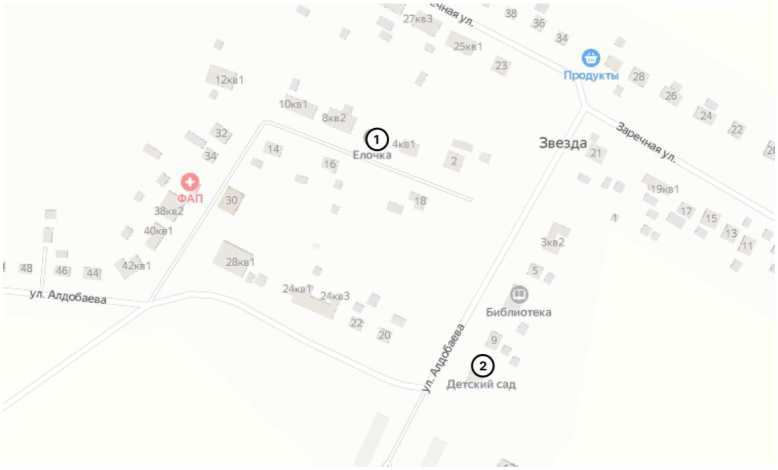 Заречная ул.
38
36
34
27кв3
25кв1
23
Продукты
28
26
24
22
12кв1
10кв1
8кв2
1
4кв1
Елочка
32
34
14
16
2
Звезда
21
Заречная ул.
ФАП
30
18
19кв1
17
15
13
11
1
38кв2
40кв1
42кв1
28кв1
3кв2
5
48
46
44
ул. Алдобаева
24кв1
24кв3
Библиотека
22
20
9
ул. Алдобаева
2
Детский сад